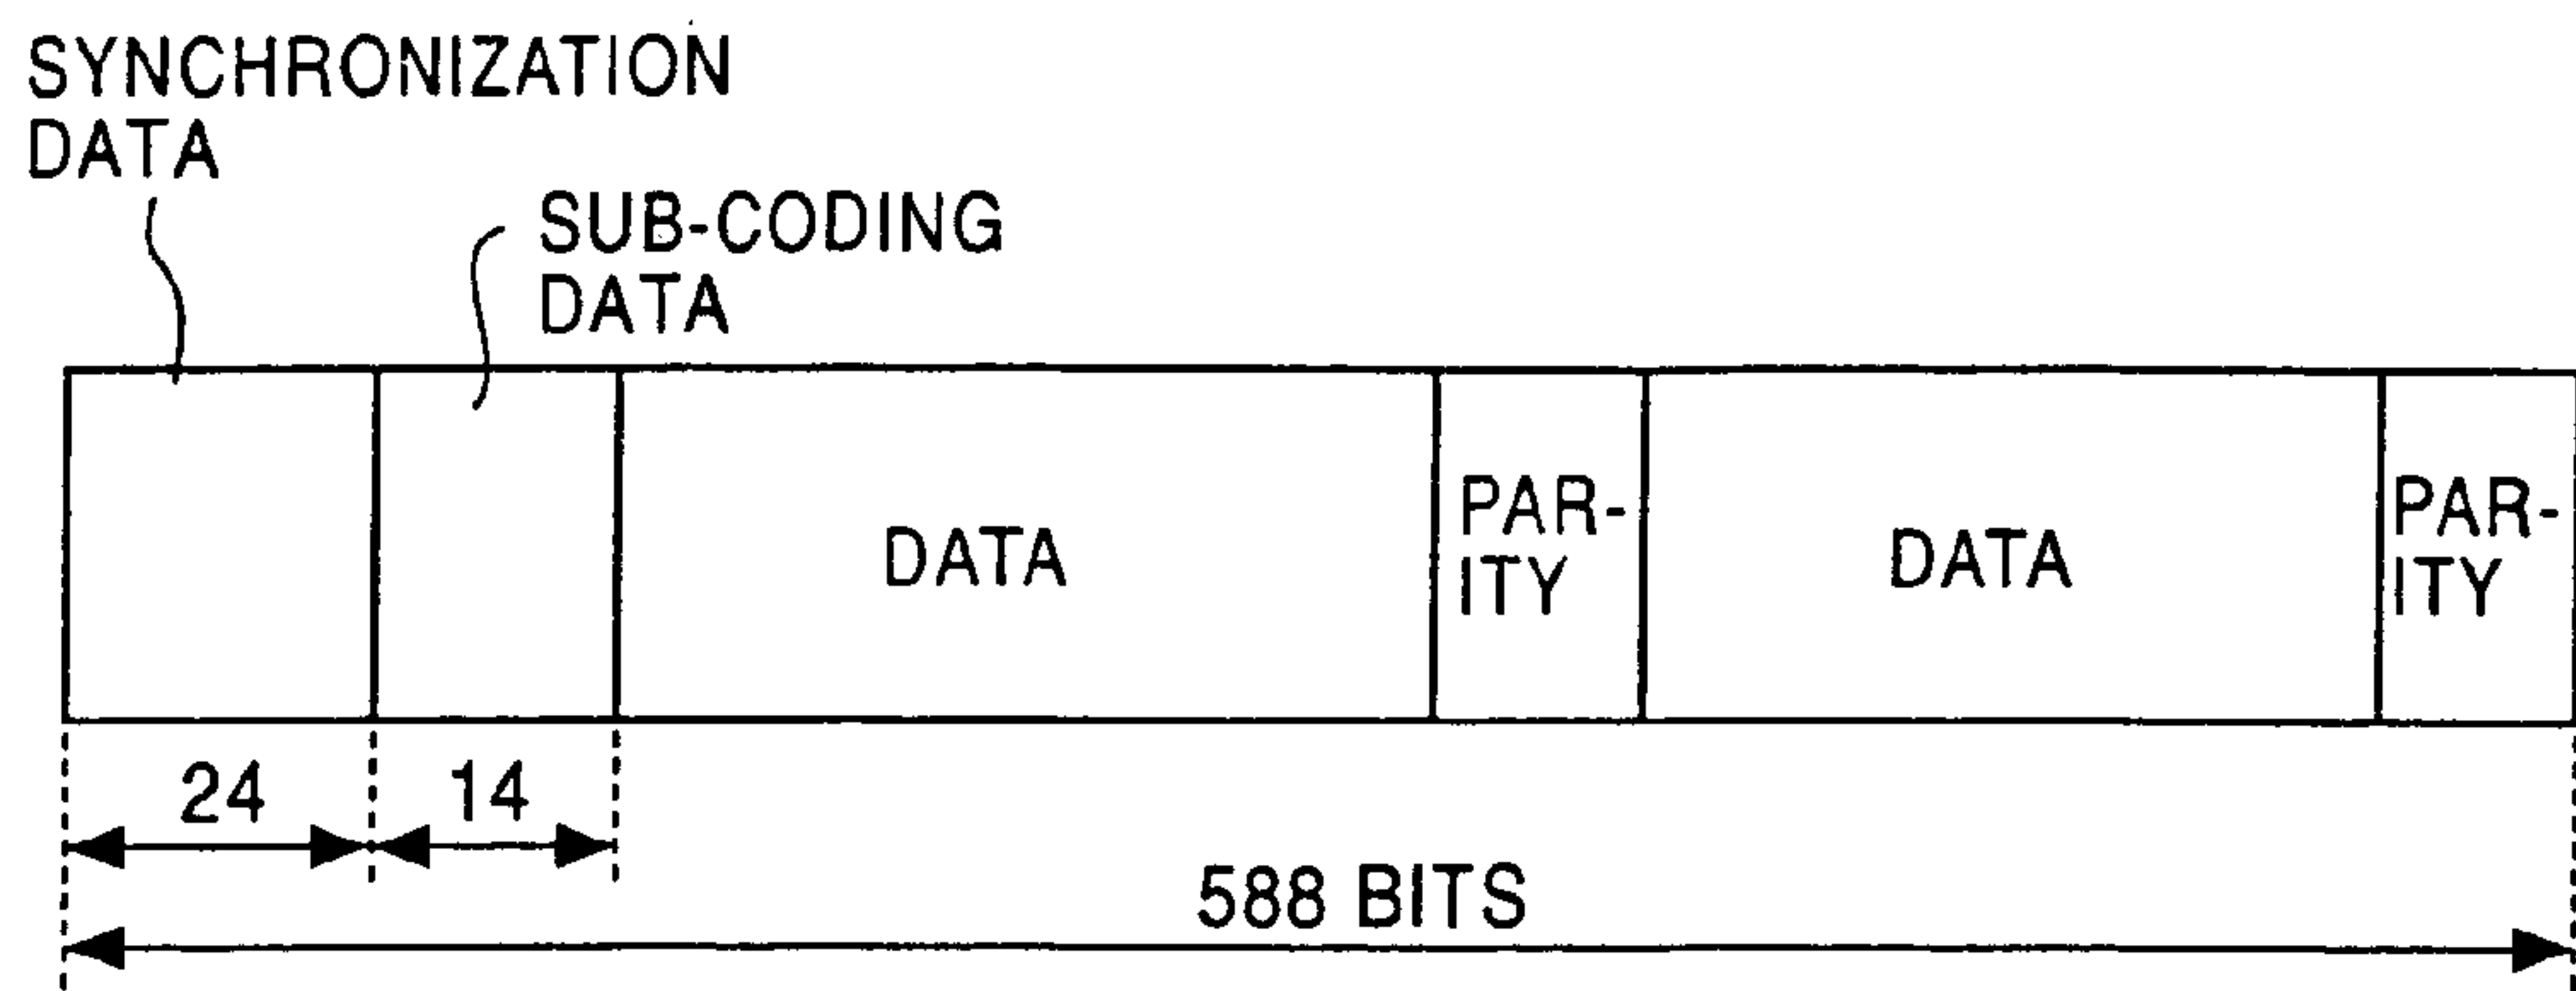 SYNCHRONIZATION
DATA
SUB-CODING
DATA
DATA
PAR-
ITY
DATA
PAR-
ITY
24
14
588 BITS